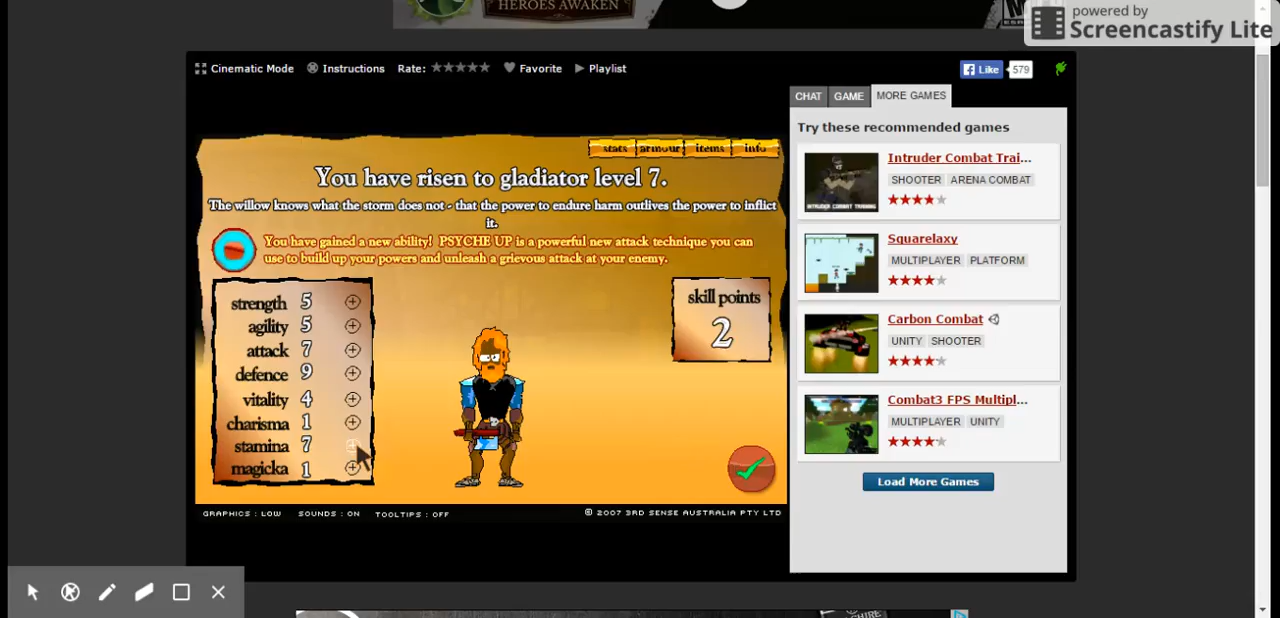 HEROES AWAKEN
powered by
Screencastify Lite
Cinematic Mode Instructions Rate: Favorite Playlist
Like 579
CHAT GAME MORE GAMES
Try these recommended games
stats armour items info
You have risen to gladiator level 7.
The willow knows what the storm does not - that the power to endure harm outlives the power to inflict
it.
You have gained a new ability! PSYCHE UP is a powerful new attack technique you can
use to build up your powers and unleash a grievous attack at your enemy.
strength 5
agility 5
attack 7
defence 9
vitality 4
charisma 1
stamina 7
magicka 1
skill points
2
GRAPHICS : LOW SOUNDS : ON TOOLTIPS : OFF
© 2007 3RD SENSE AUSTRALIA PTY LTD
Intruder Combat Trai...
SHOOTER ARENA COMBAT
INTRUDER COMBAT TRAINING
Squarelaxy
MULTIPLAYER PLATFORM
Carbon Combat
UNITY SHOOTER
Combat3 FPS Multipl...
MULTIPLAYER UNITY
Load More Games